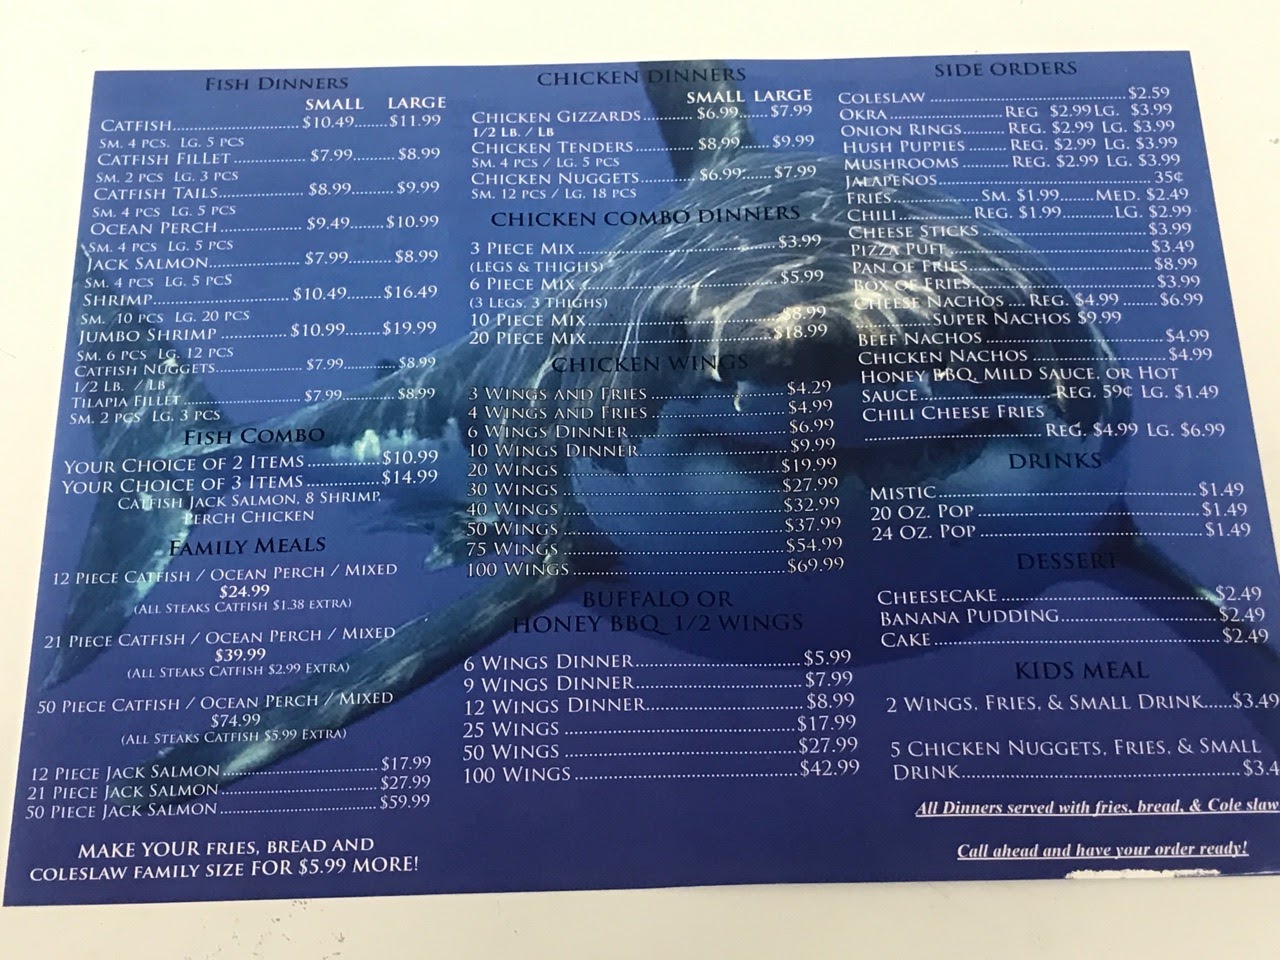 FISH DINNERS
SMALL LARGE
CATFISH..........$10.49.......$11.99
SM. 4 PCS. LG. 5 PCS
CATFISH FILLET..........$7.99.........$8.99
SM. 2 PCS LG. 3 PCS
CATFISH TAILS..........$8.99.........$9.99
SM. 4 PCS LG. 5 PCS
OCEAN PERCH..........$9.49.......$10.99
SM. 4 PCS LG. 5 PCS
JACK SALMON..........$7.99.........$8.99
SM. 4 PCS LG. 5 PCS
SHRIMP..........$10.49.......$16.49
SM. 10 PCS LG. 20 PCS
JUMBO SHRIMP..........$10.99.......$19.99
SM. 6 PCS LG. 12 PCS
CATFISH NUGGETS..........$7.99.........$8.99
1/2 LB. / LB
TILAPIA FILLET..........$7.99.........$8.99
SM. 2 PCS LG. 3 PCS
FISH COMBO
YOUR CHOICE OF 2 ITEMS..........$10.99
YOUR CHOICE OF 3 ITEMS..........$14.99
CATFISH JACK SALMON, 8 SHRIMP,
PERCH CHICKEN
FAMILY MEALS
12 PIECE CATFISH / OCEAN PERCH / MIXED
$24.99
(ALL STEAKS CATFISH $1.38 EXTRA)
21 PIECE CATFISH / OCEAN PERCH / MIXED
$39.99
(ALL STEAKS CATFISH $2.99 EXTRA)
50 PIECE CATFISH / OCEAN PERCH / MIXED
$74.99
(ALL STEAKS CATFISH $5.99 EXTRA)
12 PIECE JACK SALMON..........$17.99
21 PIECE JACK SALMON..........$27.99
50 PIECE JACK SALMON..........$59.99
MAKE YOUR FRIES, BREAD AND
COLESLAW FAMILY SIZE FOR $5.99 MORE!
CHICKEN DINNERS
SMALL LARGE
CHICKEN GIZZARDS..........$6.99.......$7.99
1/2 LB. / LB
CHICKEN TENDERS..........$8.99.......$9.99
SM. 4 PCS / LG. 5 PCS
CHICKEN NUGGETS..........$6.99.......$7.99
SM. 12 PCS / LG. 18 PCS
CHICKEN COMBO DINNERS
3 PIECE MIX..........$3.99
(LEGS & THIGHS)
6 PIECE MIX..........$5.99
(3 LEGS, 3 THIGHS)
10 PIECE MIX..........$8.99
20 PIECE MIX..........$18.99
CHICKEN WINGS
3 WINGS AND FRIES..........$4.29
4 WINGS AND FRIES..........$4.99
6 WINGS DINNER..........$6.99
10 WINGS DINNER..........$9.99
20 WINGS..........$19.99
30 WINGS..........$27.99
40 WINGS..........$32.99
50 WINGS..........$37.99
75 WINGS..........$54.99
100 WINGS..........$69.99
BUFFALO OR
HONEY BBQ 1/2 WINGS
6 WINGS DINNER..........$5.99
9 WINGS DINNER..........$7.99
12 WINGS DINNER..........$8.99
25 WINGS..........$17.99
50 WINGS..........$27.99
100 WINGS..........$42.99
SIDE ORDERS
COLESLAW..........$2.59
OKRA..........REG. $2.99 LG. $3.99
ONION RINGS..........REG. $2.99 LG. $3.99
HUSH PUPPIES..........REG. $2.99 LG. $3.99
MUSHROOMS..........REG. $2.99 LG. $3.99
JALAPEÑOS..........35¢
FRIES..........SM. $1.99.......MED. $2.49
CHILI..........REG. $1.99.........LG. $2.99
CHEESE STICKS..........$3.99
PIZZA PUFF..........$3.49
PAN OF FRIES..........$8.99
BOX OF FRIES..........$3.99
CHEESE NACHOS....REG. $4.99........$6.99
..........SUPER NACHOS $9.99
BEEF NACHOS..........$4.99
CHICKEN NACHOS..........$4.99
HONEY BBQ, MILD SAUCE, OR HOT
SAUCE..........REG. 59¢ LG. $1.49
CHILI CHEESE FRIES
..........REG. $4.99 LG. $6.99
DRINKS
MISTIC..........$1.49
20 OZ. POP..........$1.49
24 OZ. POP..........$1.49
DESSERT
CHEESECAKE..........$2.49
BANANA PUDDING..........$2.49
CAKE..........$2.49
KIDS MEAL
2 WINGS, FRIES, & SMALL DRINK......$3.49
5 CHICKEN NUGGETS, FRIES, & SMALL
DRINK..........$3.4
All Dinners served with fries, bread, & Cole slaw
Call ahead and have your order ready!